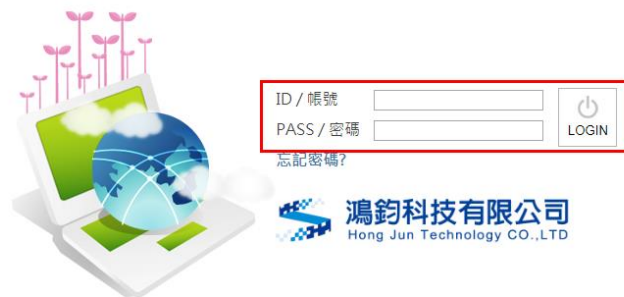 ID / 帳號
PASS / 密碼
LOGIN
忘記密碼?
鴻鈞科技有限公司
Hong Jun Technology CO.,LTD